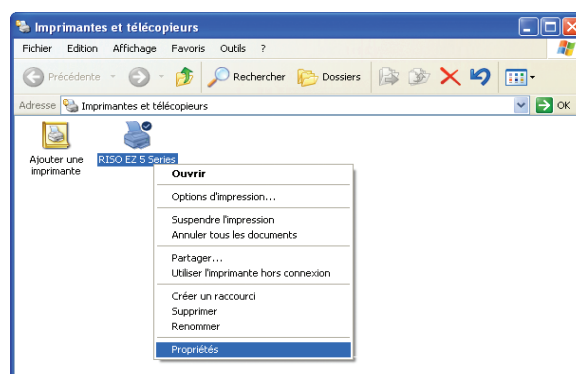 Imprimantes et télécopieurs
Fichier Edition Affichage Favoris Outils ?
Précédente Rechercher Dossiers
Adresse Imprimantes et télécopieurs OK
Ajouter une imprimante
RISO EZ 5 Series
Ouvrir
Options d'impression...
Suspendre l'impression
Annuler tous les documents
Partager...
Utiliser l'imprimante hors connexion
Créer un raccourci
Supprimer
Renommer
Propriétés